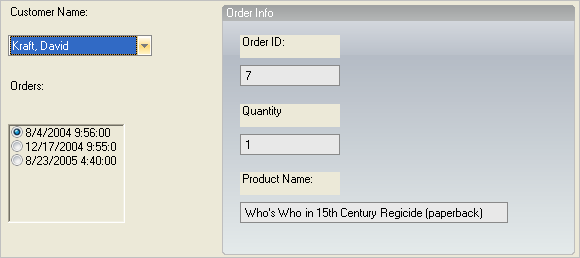 Customer Name:
Kraft, David
Orders:
8/4/2004 9:56:00
12/17/2004 9:55:0
8/23/2005 4:40:00
Order Info
Order ID:
7
Quantity
1
Product Name:
Who's Who in 15th Century Regicide (paperback)